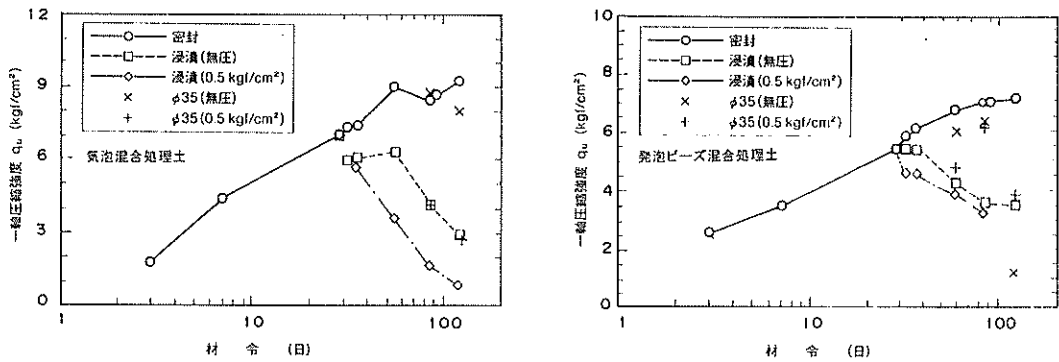 12
9
6
3
0
一軸圧縮強度 qu (kgf/cm²)
密封
浸漬(無圧)
浸漬(0.5 kgf/cm²)
φ35(無圧)
φ35(0.5 kgf/cm²)
気泡混合処理土
1
10
100
材 令 (日)
10
8
6
4
2
0
一軸圧縮強度 qu (kgf/cm²)
密封
浸漬(無圧)
浸漬(0.5 kgf/cm²)
φ35(無圧)
φ35(0.5 kgf/cm²)
発泡ビーズ混合処理土
1
10
100
材 令 (日)